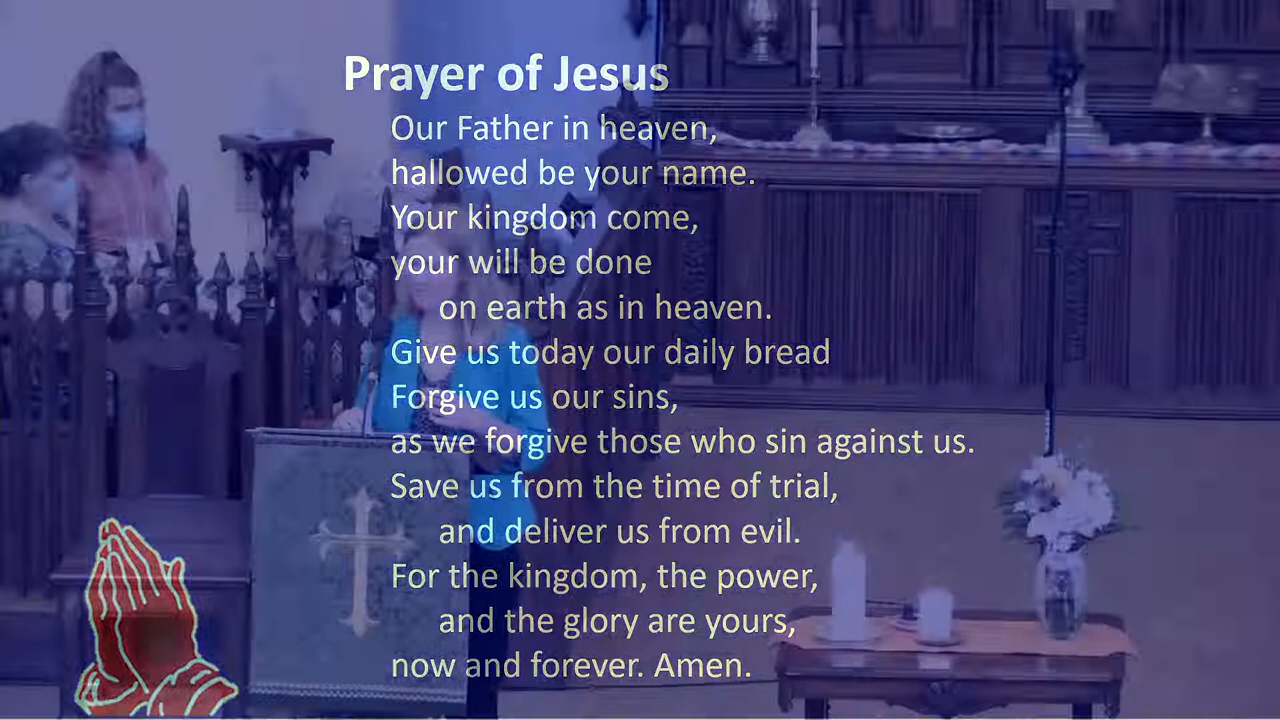 Prayer of Jesus
Our Father in heaven,
hallowed be your name.
Your kingdom come,
your will be done
on earth as in heaven.
Give us today our daily bread
Forgive us our sins,
as we forgive those who sin against us.
Save us from the time of trial,
and deliver us from evil.
For the kingdom, the power,
and the glory are yours,
now and forever. Amen.